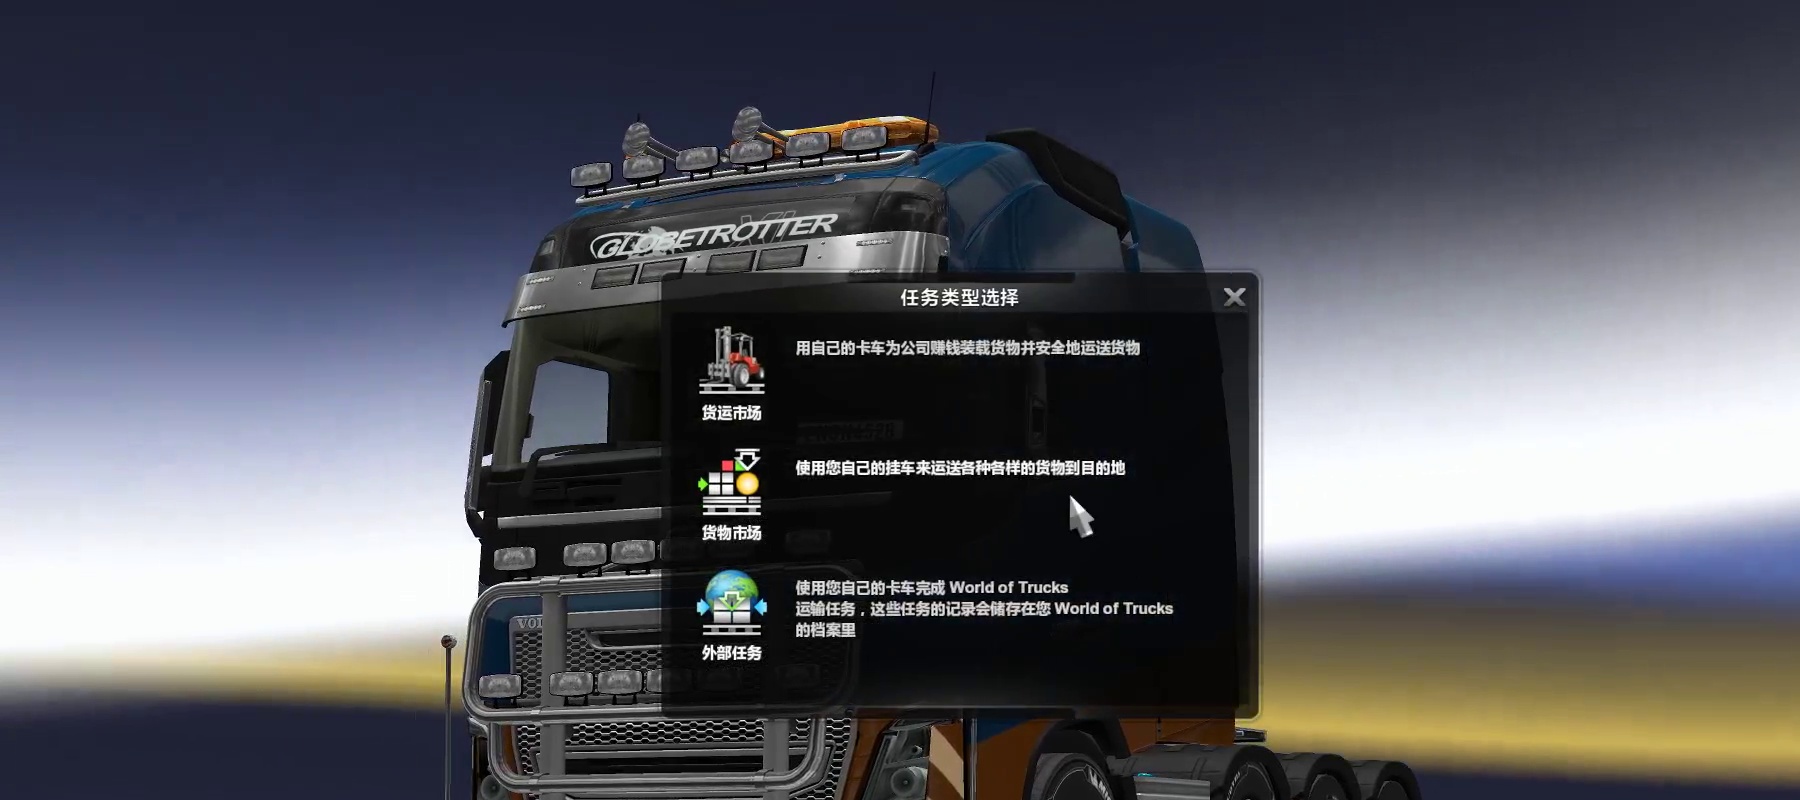 GLOBETROTTER
XL
任务类型选择
用自己的卡车为公司赚钱装载货物并安全地运送货物
货运市场
使用您自己的挂车来运送各种各样的货物到目的地
货物市场
使用您自己的卡车完成 World of Trucks
运输任务，这些任务的记录会储存在您 World of Trucks
的档案里
外部任务